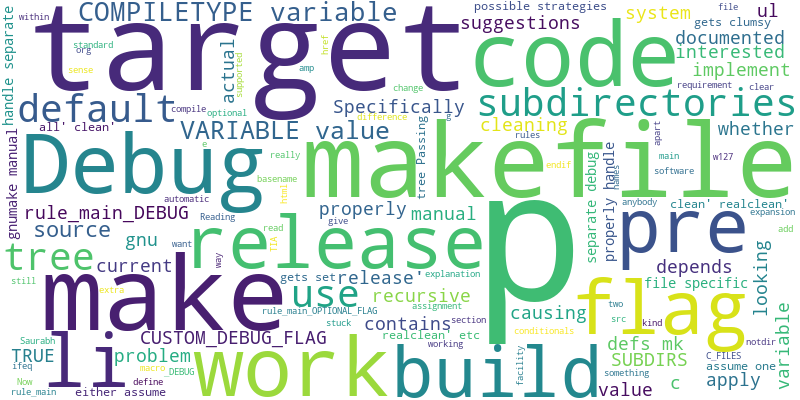 within
COMPILETYPE variable
possible strategies
system
file
ul
handle separate
standard
org
sense
target
suggestions
code
gets clumsy
documented
interested
implement
actual
supported
href
amp
change
default
compile
optional
Specifically
subdirectories
requirement
clear
all' clean'
VARIABLE value
difference
g
cleaning
whether
gnumake manual
Debug
e
really
basename
html
automatic
tree Passing
makefile
rules
endif
apart
main
w127
software
separate debug
properly handle
names
anybody
clean' realclean'
expansion
add
rule_main_DEBUG
Reading
want
properly
give
manual
p
pre
source
gnu
release
read
TIA
way
tree
current
still
extra
make
gets set
release'
explanation
depends
file specific
looking
variable
use
recursive
assignment
rule_main_OPTIONAL_FLAG
stuck
contains
section
causing
conditionals
flag
two
src
kind
notdir
Saurabh
Now
ifeq
TRUE
li
CUSTOM_DEBUG_FLAG
problem
macro
_DEBUG
define
either assume
rule_main
work
realclean' etc
working
build
facility
defs mk
SUBDIRS
something
value
c
C_FILES
assume one
apply